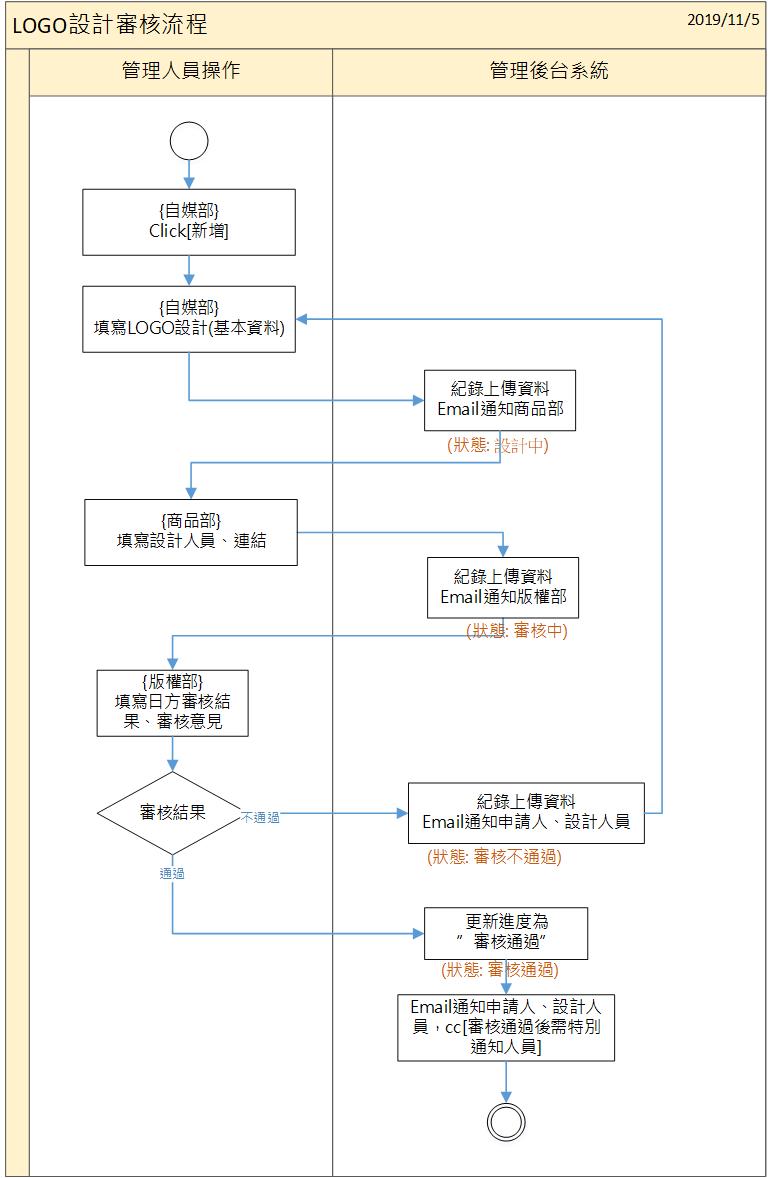 LOGO設計審核流程
2019/11/5
管理人員操作
管理後台系統
{自媒部}
Click[新增]
{自媒部}
填寫LOGO設計(基本資料)
紀錄上傳資料
Email通知商品部
(狀態: 設計中)
{商品部}
填寫設計人員、連結
紀錄上傳資料
Email通知版權部
(狀態: 審核中)
{版權部}
填寫日方審核結
果、審核意見
審核結果
不通過
紀錄上傳資料
Email通知申請人、設計人員
(狀態: 審核不通過)
通過
更新進度為
”審核通過”
(狀態: 審核通過)
Email通知申請人、設計人
員，cc[審核通過後需特別
通知人員]